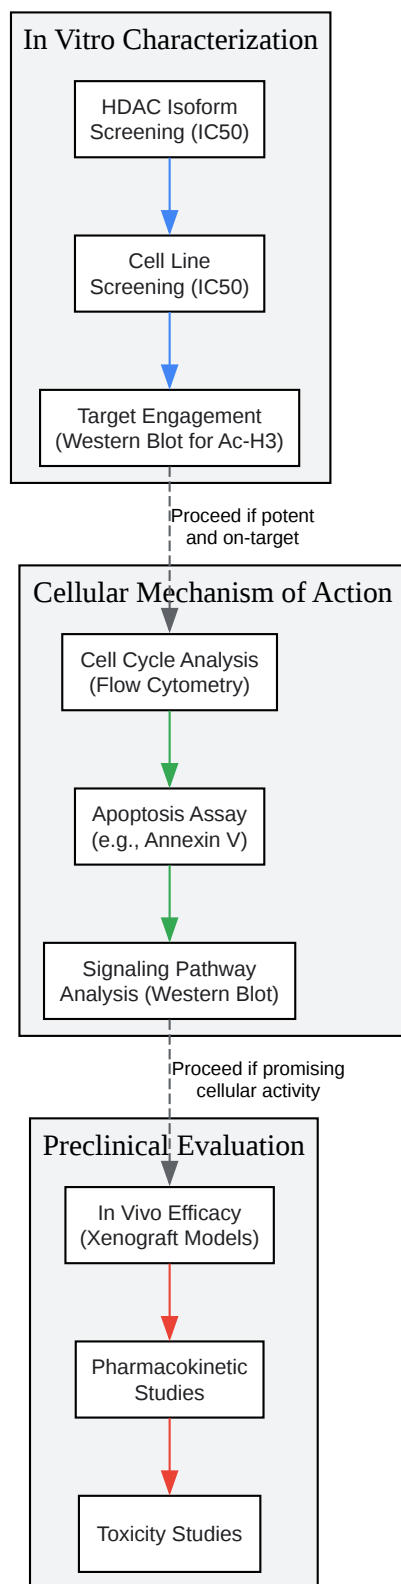 In Vitro Characterization
HDAC Isoform
Screening (IC50)
Cell Line
Screening (IC50)
Target Engagement
(Western Blot for Ac-H3)
Proceed if potent
and on-target
Cellular Mechanism of Action
Cell Cycle Analysis
(Flow Cytometry)
Apoptosis Assay
(e.g., Annexin V)
Signaling Pathway
Analysis (Western Blot)
Proceed if promising
cellular activity
Preclinical Evaluation
In Vivo Efficacy
(Xenograft Models)
Pharmacokinetic
Studies
Toxicity Studies